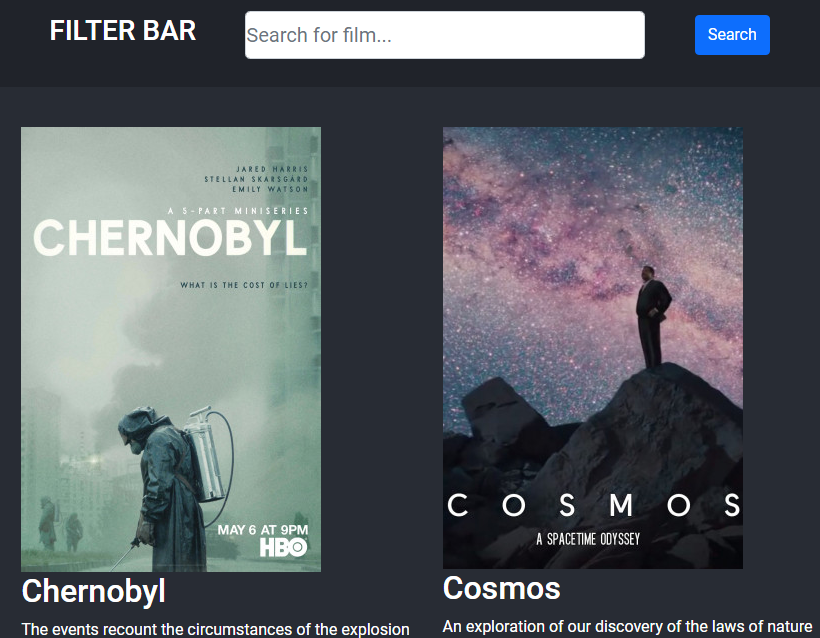 FILTER BAR
Search for film...
Search
JARED HARRIS
STELLAN SKARSGÅRD
EMILY WATSON
A 5-PART MINISERIES
CHERNOBYL
WHAT IS THE COST OF LIES?
MAY 6 AT 9PM
HBO
Chernobyl
The events recount the circumstances of the explosion
COSMOS
A SPACETIME ODYSSEY
Cosmos
An exploration of our discovery of the laws of nature